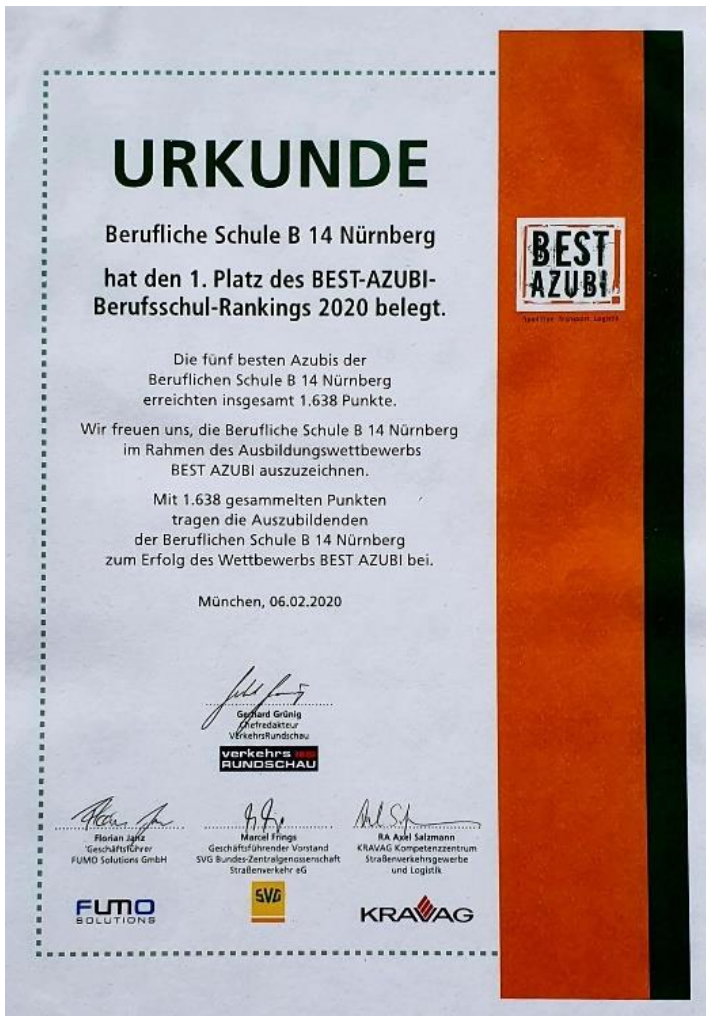 URKUNDE
Berufliche Schule B 14 Nürnberg
hat den 1. Platz des BEST-AZUBI-
Berufsschul-Rankings 2020 belegt.
Die fünf besten Azubis der
Beruflichen Schule B 14 Nürnberg
erreichten insgesamt 1.638 Punkte.
Wir freuen uns, die Berufliche Schule B 14 Nürnberg
im Rahmen des Ausbildungswettbewerbs
BEST AZUBI auszuzeichnen.
Mit 1.638 gesammelten Punkten
tragen die Auszubildenden
der Beruflichen Schule B 14 Nürnberg
zum Erfolg des Wettbewerbs BEST AZUBI bei.
München, 06.02.2020
Gerhard Grünig
Chefredakteur
VerkehrsRundschau
verkehrs
RUNDSCHAU
Florian Janz
Geschäftsführer
FUMO Solutions GmbH
FUMO
SOLUTIONS
Marcel Frings
Geschäftsführender Vorstand
SVG Bundes-Zentralgenossenschaft
Straßenverkehr eG
SVG
RA Axel Salzmann
KRAVAG Kompetenzzentrum
Straßenverkehrsgewerbe
und Logistik
KRAVAG
BEST
AZUBI!
Spedition Transport Logistik